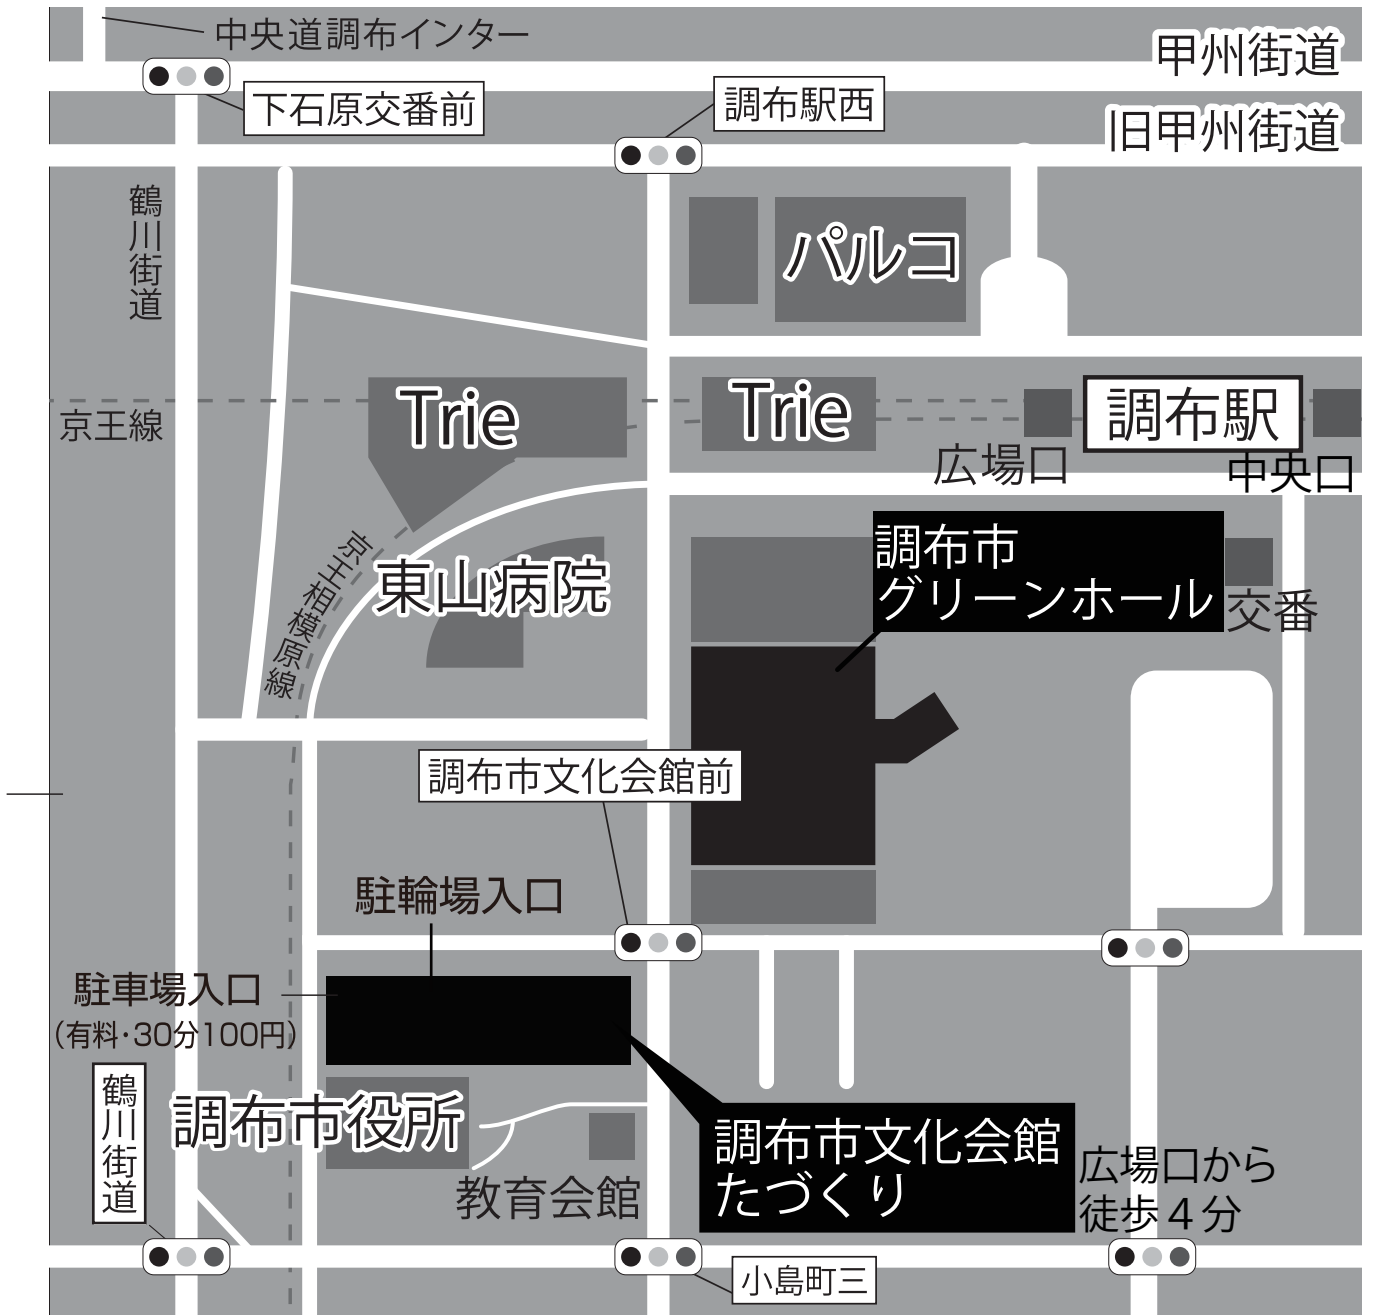 中央道調布インター
甲州街道
下石原交番前
調布駅西
旧甲州街道
鶴川街道
パルコ
Trie
Trie
調布駅
京王線
広場口
中央口
京王相模原線
東山病院
調布市
グリーンホール
交番
調布市文化会館前
駐輪場入口
駐車場入口
(有料・30分100円)
鶴川街道
調布市役所
教育会館
調布市文化会館
たづくり
広場口から
徒歩4分
小島町三